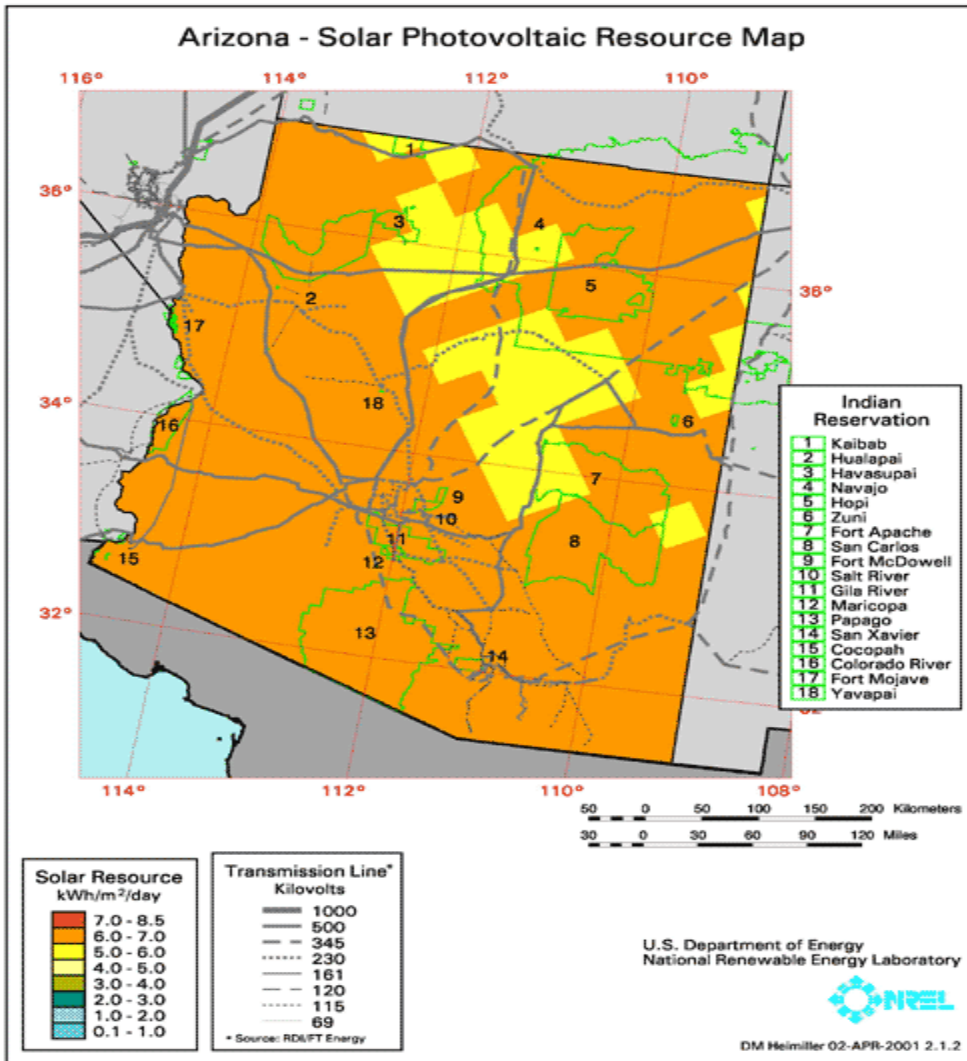 Arizona - Solar Photovoltaic Resource Map
116° 114° 112° 110°
36°
34°
32°
36°
114° 112° 110° 108°
1
2
3
4
5
6
7
8
9
10
11
12
13
14
15
16
17
18
Indian
Reservation
1 Kaibab
2 Hualapai
3 Havasupai
4 Navajo
5 Hopi
6 Zuni
7 Fort Apache
8 San Carlos
9 Fort McDowell
10 Salt River
11 Gila River
12 Maricopa
13 Papago
14 San Xavier
15 Cocopah
16 Colorado River
17 Fort Mojave
18 Yavapai
50 0 50 100 150 200 Kilometers
30 0 30 60 90 120 Miles
Solar Resource
kWh/m²/day
7.0 - 8.5
6.0 - 7.0
5.0 - 6.0
4.0 - 5.0
3.0 - 4.0
2.0 - 3.0
1.0 - 2.0
0.1 - 1.0
Transmission Line*
Kilovolts
1000
500
345
230
161
120
115
69
* Source: RDI/FT Energy
U.S. Department of Energy
National Renewable Energy Laboratory
NREL
DM Heimiller 02-APR-2001 2.1.2